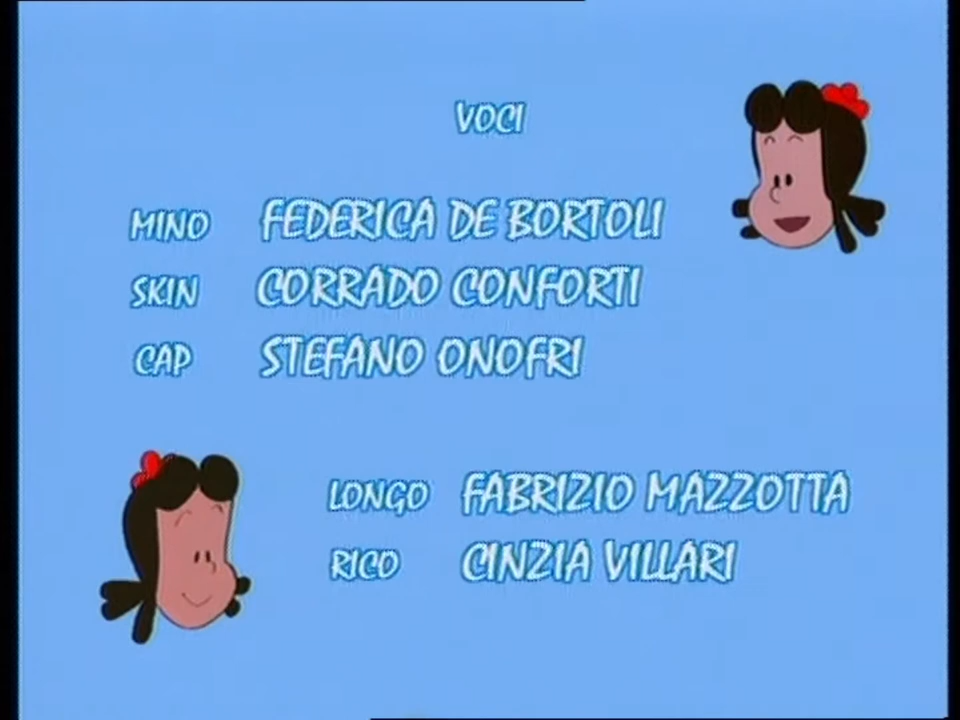 VOCI
MINO FEDERICA DE BORTOLI
SKIN CORRADO CONFORTI
CAP STEFANO ONOFRI
LONGO FABRIZIO MAZZOTTA
RICO CINZIA VILLARI